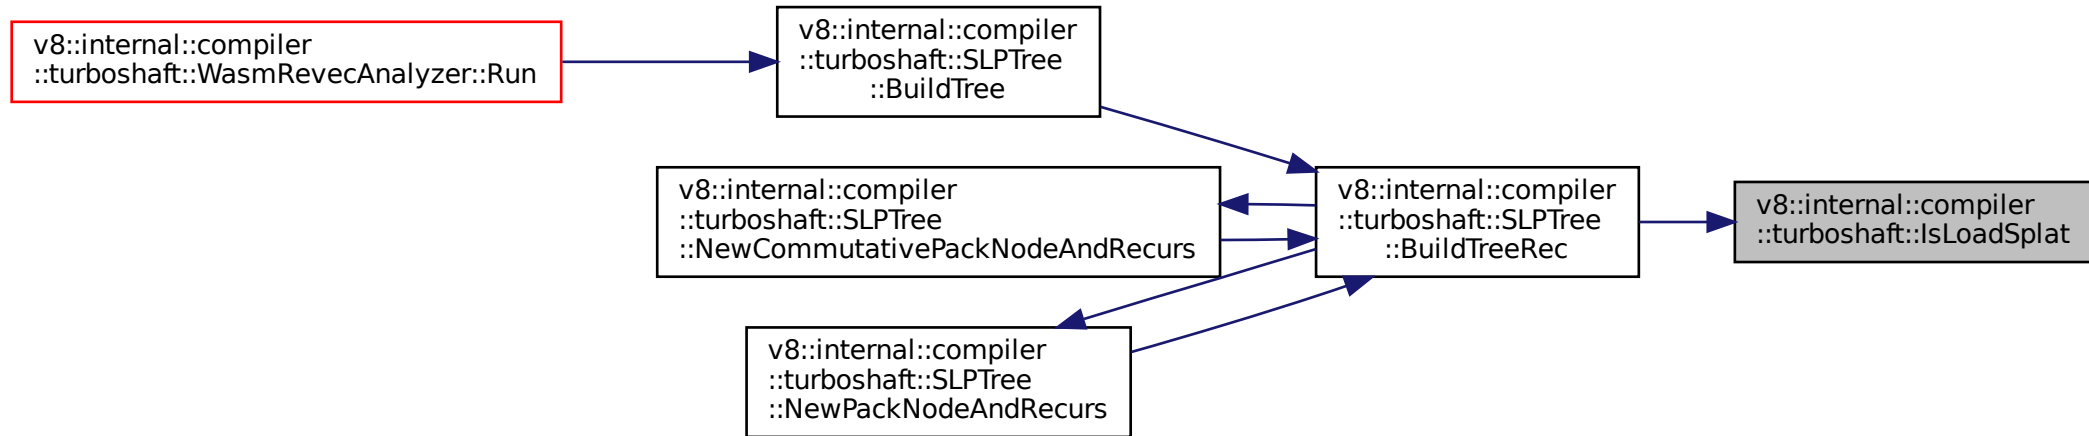 v8::internal::compiler
::turboshaft::WasmRevecAnalyzer::Run
v8::internal::compiler
::turboshaft::SLPTree
::BuildTree
v8::internal::compiler
::turboshaft::SLPTree
::NewCommutativePackNodeAndRecurs
v8::internal::compiler
::turboshaft::SLPTree
::NewPackNodeAndRecurs
v8::internal::compiler
::turboshaft::SLPTree
::BuildTreeRec
v8::internal::compiler
::turboshaft::IsLoadSplat